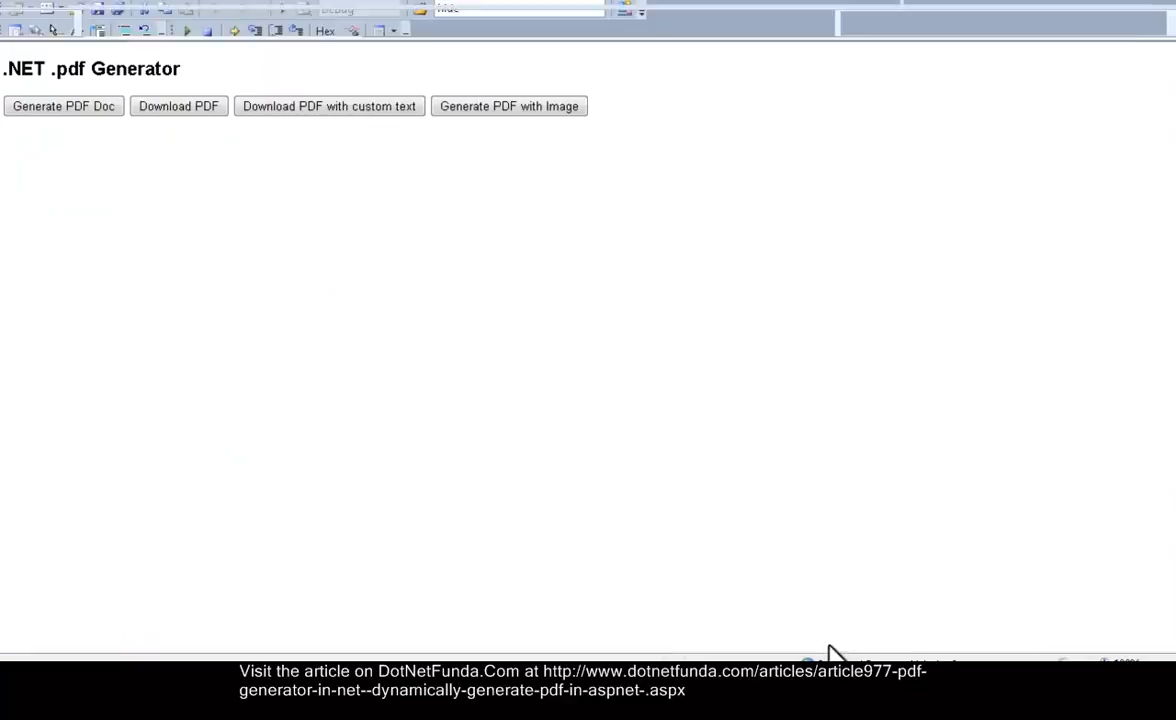 Hex
.NET .pdf Generator
Generate PDF Doc Download PDF Download PDF with custom text Generate PDF with Image
Visit the article on DotNetFunda.Com at http://www.dotnetfunda.com/articles/article977-pdf-
generator-in-net--dynamically-generate-pdf-in-aspnet-.aspx